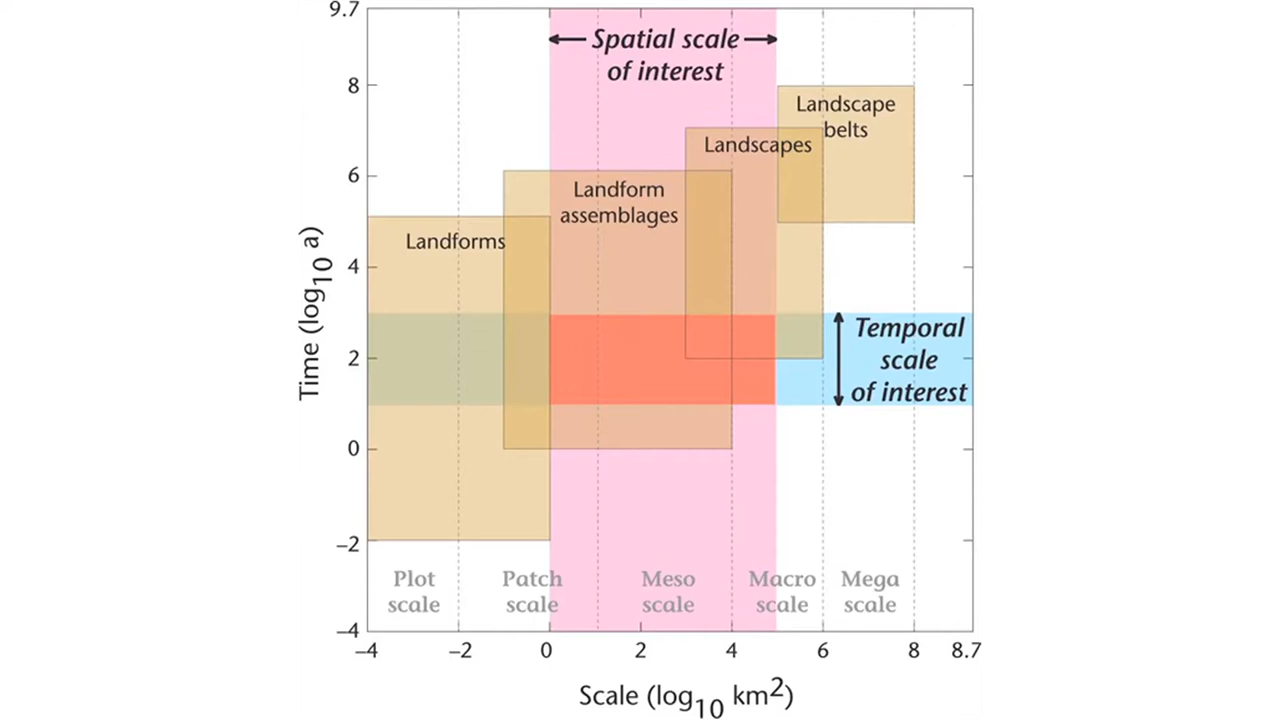 9.7
8
6
4
2
0
−2
−4
Time (log10 a)
Spatial scale
of interest
Landscape
belts
Landscapes
Landform
assemblages
Landforms
Temporal
scale
of interest
Plot
scale
Patch
scale
Meso
scale
Macro
scale
Mega
scale
−4 −2 0 2 4 6 8 8.7
Scale (log10 km2)